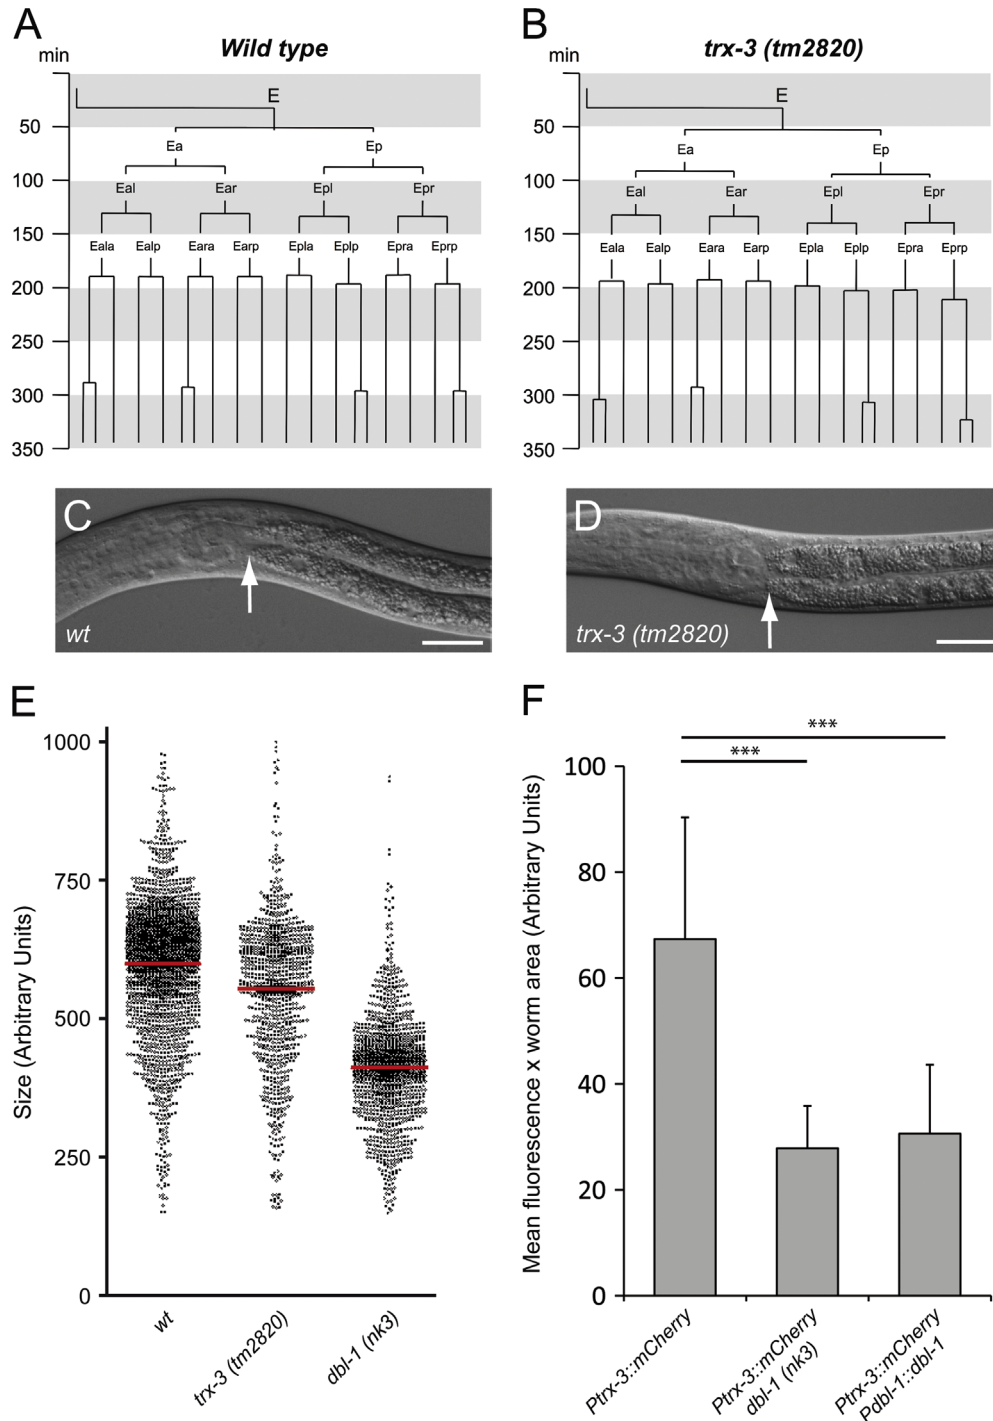 A
B
Wild type
trx-3 (tm2820)
min
min
E
E
50
50
Ea
Ep
Ea
Ep
100
100
Eal
Ear
Epl
Epr
Eal
Ear
Epl
Epr
150
150
Eala
Ealp
Eara
Earp
Epla
Eplp
Epra
Eprp
Eala
Ealp
Eara
Earp
Epla
Eplp
Epra
Eprp
200
200
250
250
300
300
350
350
C
wt
D
trx-3 (tm2820)
E
Size (Arbitrary Units)
1000
750
500
250
0
wt
trx-3 (tm2820)
dbl-1 (nk3)
F
Mean fluorescence x worm area (Arbitrary Units)
***
***
100
80
60
40
20
0
Ptrx-3::mCherry
Ptrx-3::mCherry
dbl-1 (nk3)
Ptrx-3::mCherry
Pdbl-1::dbl-1